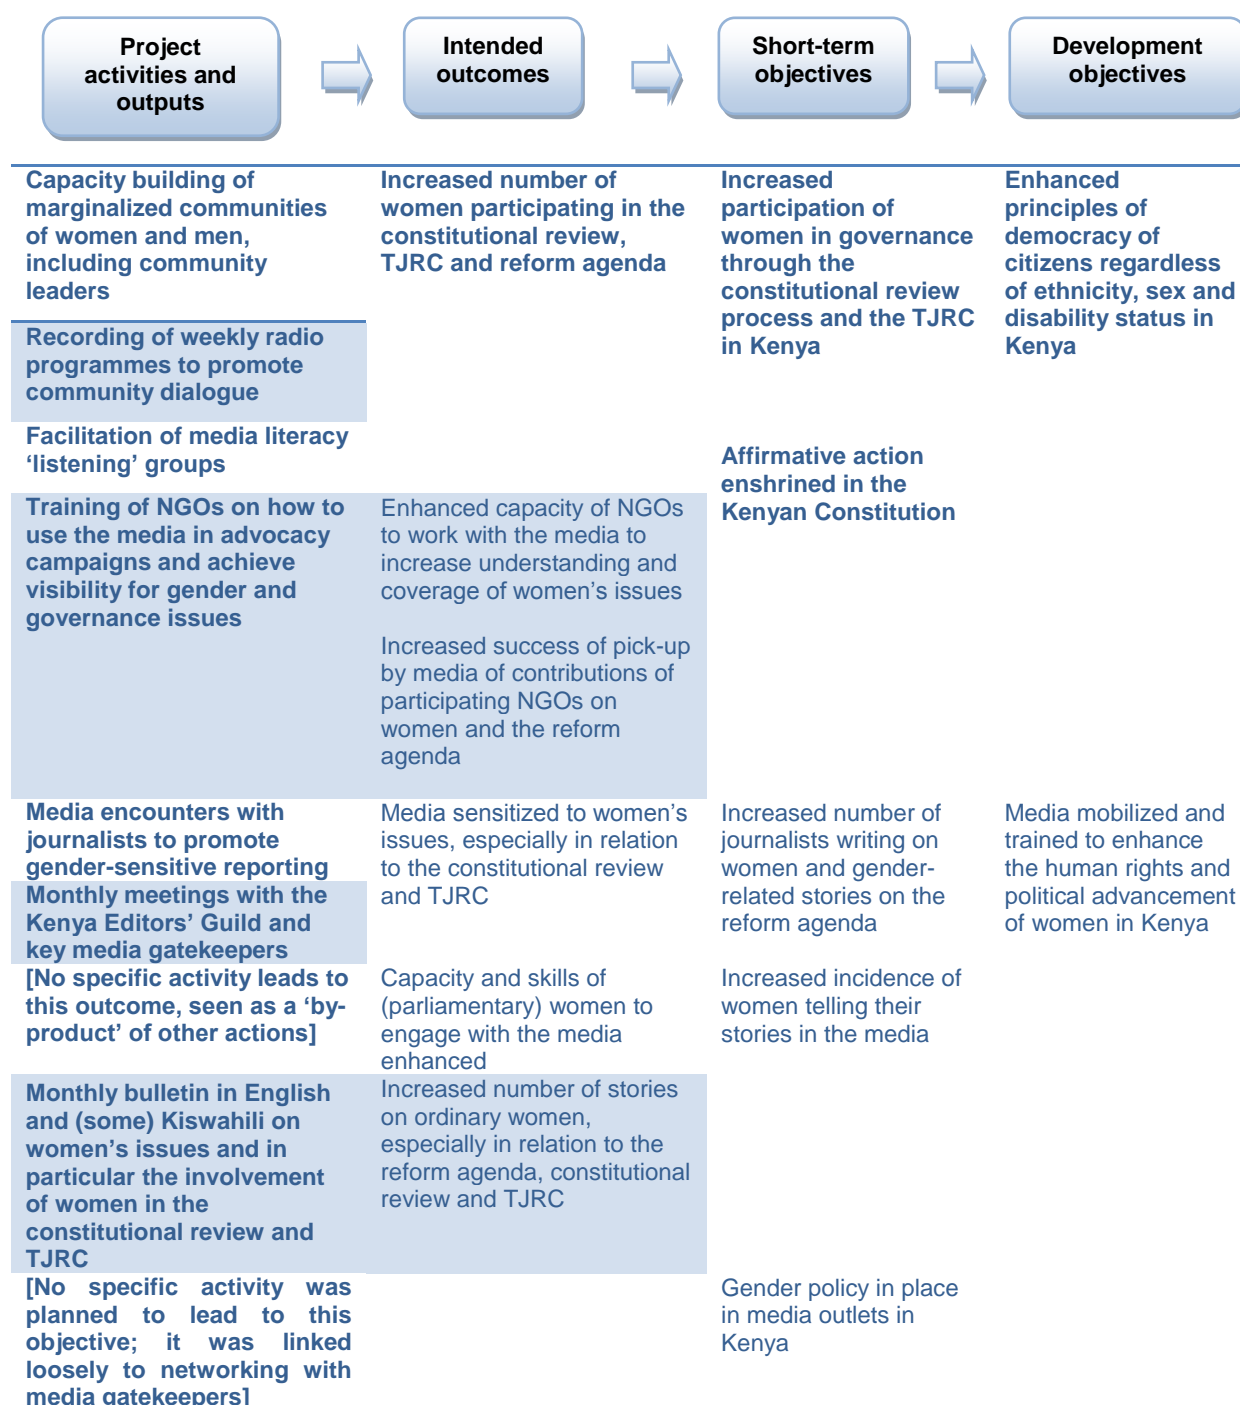 Project
activities and
outputs
Intended
outcomes
Short-term
objectives
Development
objectives
Capacity building of
marginalized communities
of women and men,
including community
leaders
Increased number of
women participating in the
constitutional review,
TJRC and reform agenda
Increased
participation of
women in governance
through the
constitutional review
process and the TJRC
in Kenya
Enhanced
principles of
democracy of
citizens regardless
of ethnicity, sex and
disability status in
Kenya
Recording of weekly radio
programmes to promote
community dialogue
Facilitation of media literacy
‘listening’ groups
Affirmative action
enshrined in the
Kenyan Constitution
Training of NGOs on how to
use the media in advocacy
campaigns and achieve
visibility for gender and
governance issues
Enhanced capacity of NGOs
to work with the media to
increase understanding and
coverage of women’s issues
Increased success of pick-up
by media of contributions of
participating NGOs on
women and the reform
agenda
Media encounters with
journalists to promote
gender-sensitive reporting
Media sensitized to women’s
issues, especially in relation
to the constitutional review
and TJRC
Increased number of
journalists writing on
women and gender-
related stories on the
reform agenda
Media mobilized and
trained to enhance
the human rights and
political advancement
of women in Kenya
Monthly meetings with the
Kenya Editors’ Guild and
key media gatekeepers
[No specific activity leads to
this outcome, seen as a ‘by-
product’ of other actions]
Capacity and skills of
(parliamentary) women to
engage with the media
enhanced
Increased incidence of
women telling their
stories in the media
Monthly bulletin in English
and (some) Kiswahili on
women’s issues and in
particular the involvement
of women in the
constitutional review and
TJRC
Increased number of stories
on ordinary women,
especially in relation to the
reform agenda, constitutional
review and TJRC
[No specific activity was
planned to lead to this
objective; it was linked
loosely to networking with
media gatekeepers]
Gender policy in place
in media outlets in
Kenya